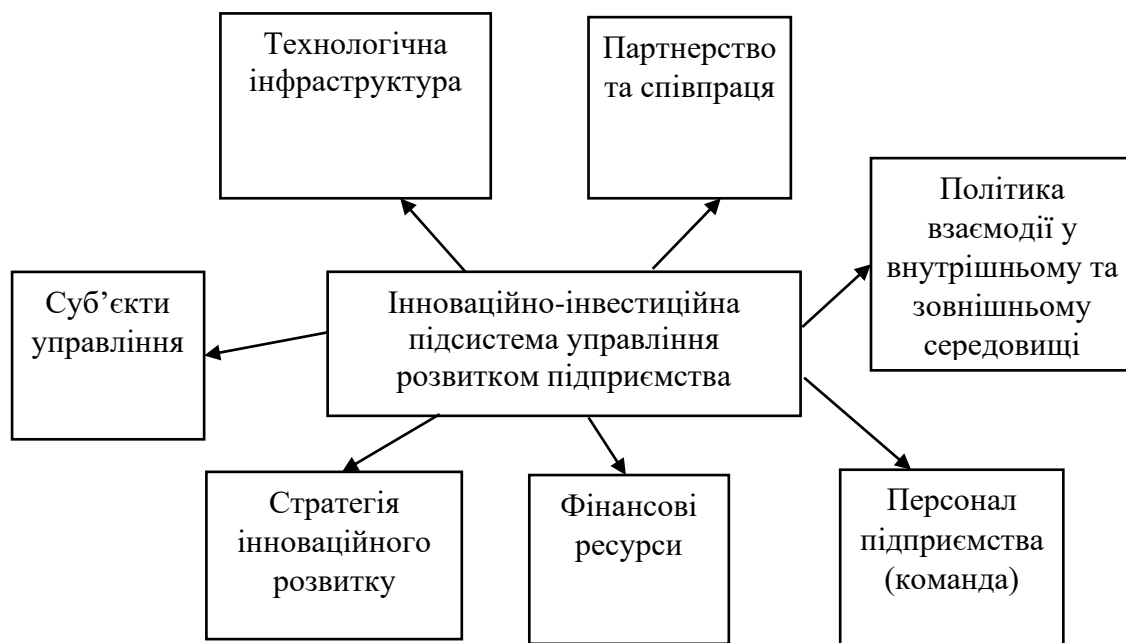 Технологічна
інфраструктура
Партнерство
та співпраця
Політика
взаємодії у
внутрішньому та
зовнішньому
середовищі
Суб’єкти
управління
Інноваційно-інвестиційна
підсистема управління
розвитком підприємства
Стратегія
інноваційного
розвитку
Фінансові
ресурси
Персонал
підприємства
(команда)